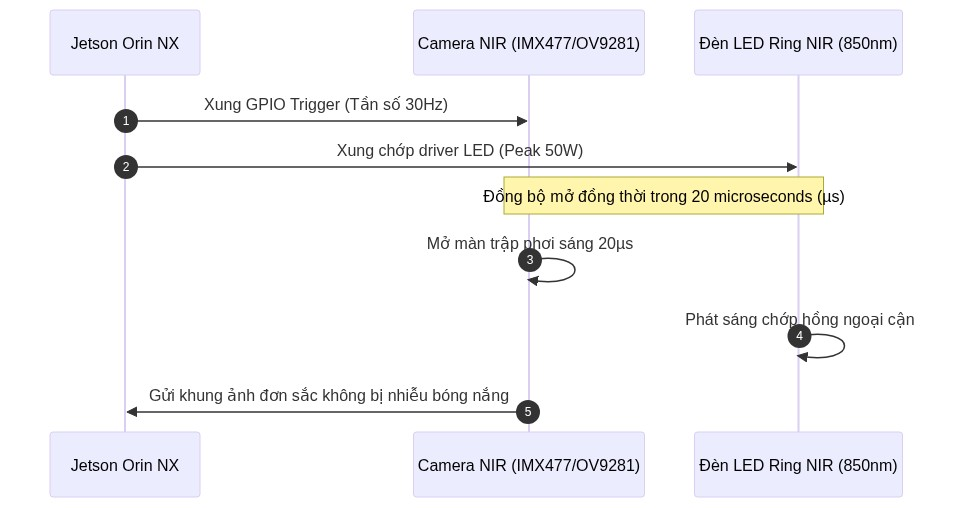 Jetson Orin NX
Camera NIR (IMX477/OV9281)
Đèn LED Ring NIR (850nm)
Xung GPIO Trigger (Tần số 30Hz)
1
Xung chớp driver LED (Peak 50W)
2
Đồng bộ mở đồng thời trong 20 microseconds (µs)
Mở màn trập phơi sáng 20µs
3
Phát sáng chớp hồng ngoại cận
4
Gửi khung ảnh đơn sắc không bị nhiễu bóng nắng
5
Jetson Orin NX
Camera NIR (IMX477/OV9281)
Đèn LED Ring NIR (850nm)